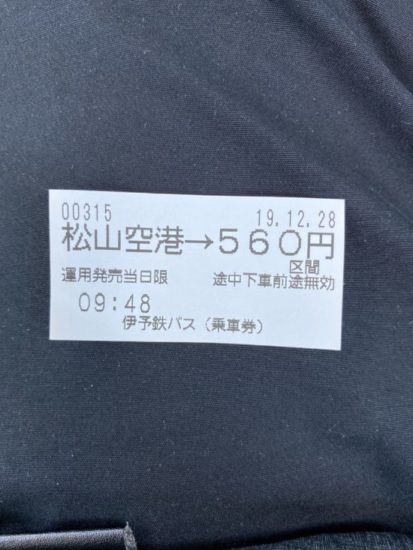 00315 19.12.28
松山空港→560円
区間
運用発売当日限 途中下車前途無効
09:48
伊予鉄バス(乗車券)